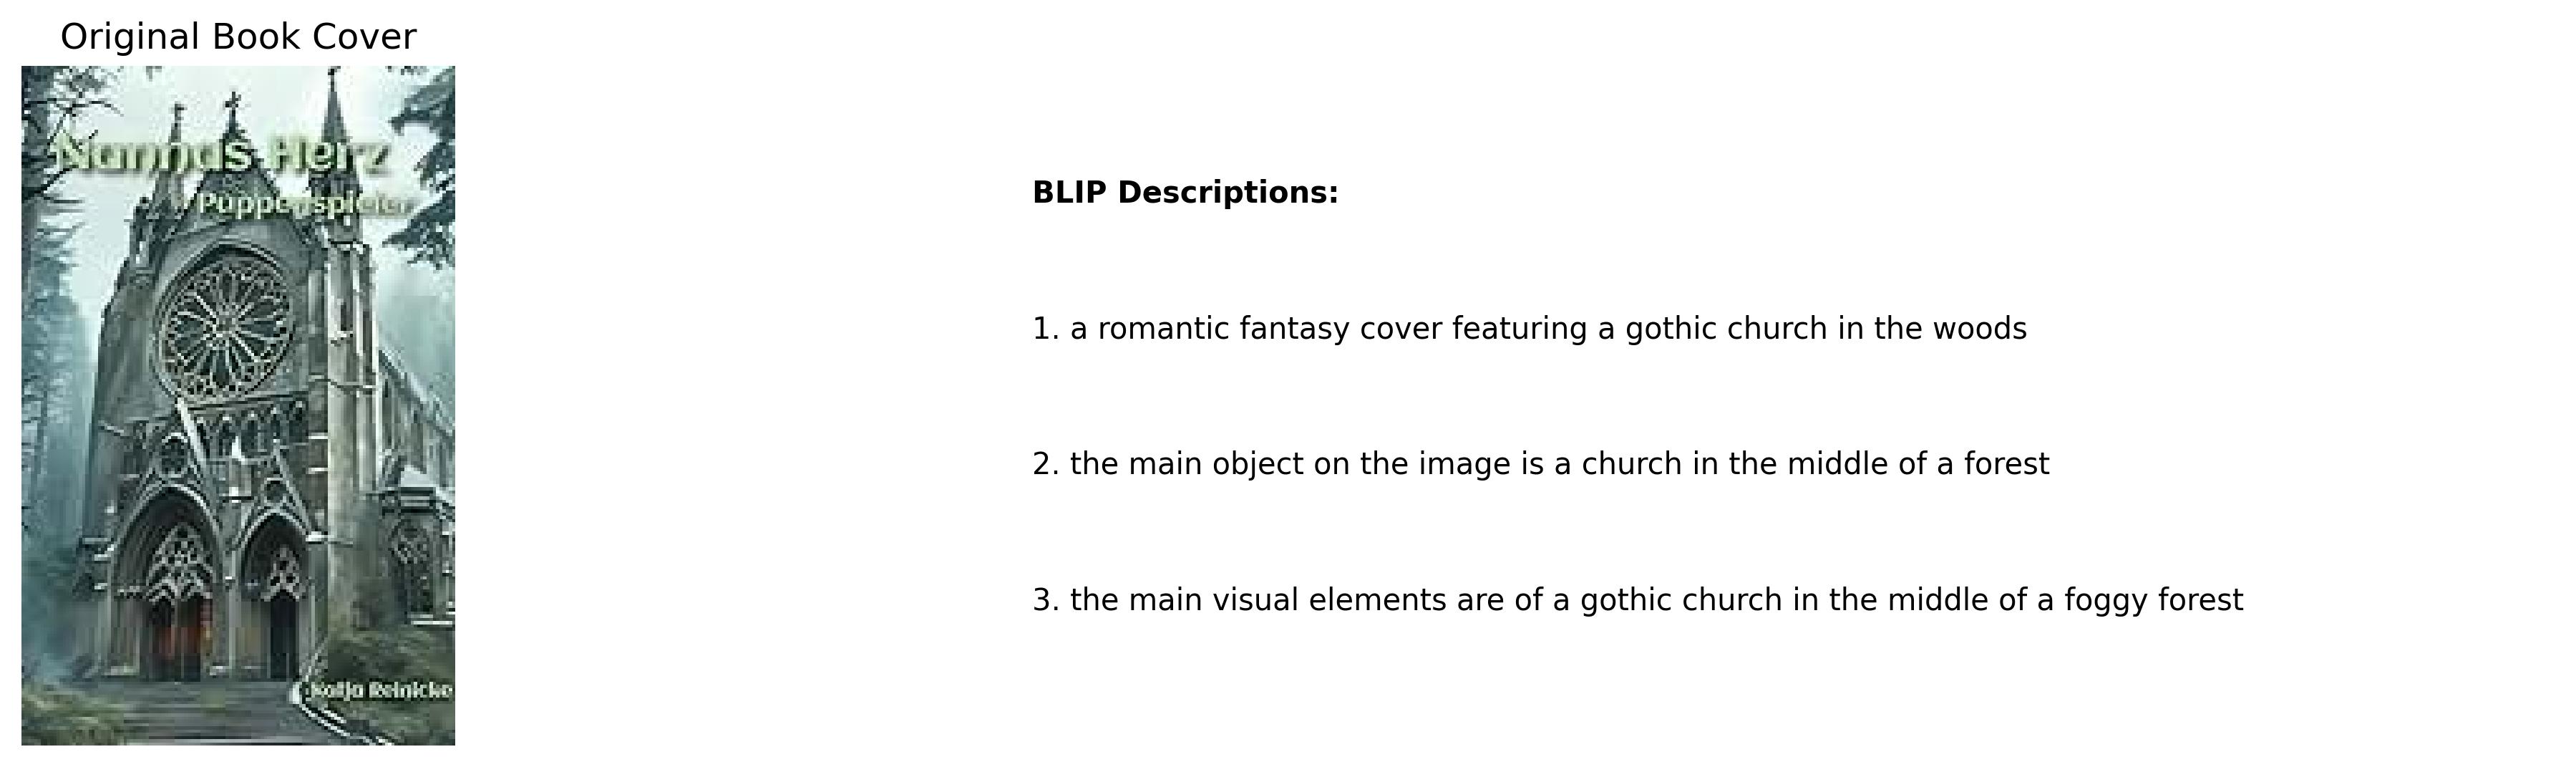 Original Book Cover
Nannas Herz
Puppenspieler
Katja Reinicke
BLIP Descriptions:
1. a romantic fantasy cover featuring a gothic church in the woods
2. the main object on the image is a church in the middle of a forest
3. the main visual elements are of a gothic church in the middle of a foggy forest